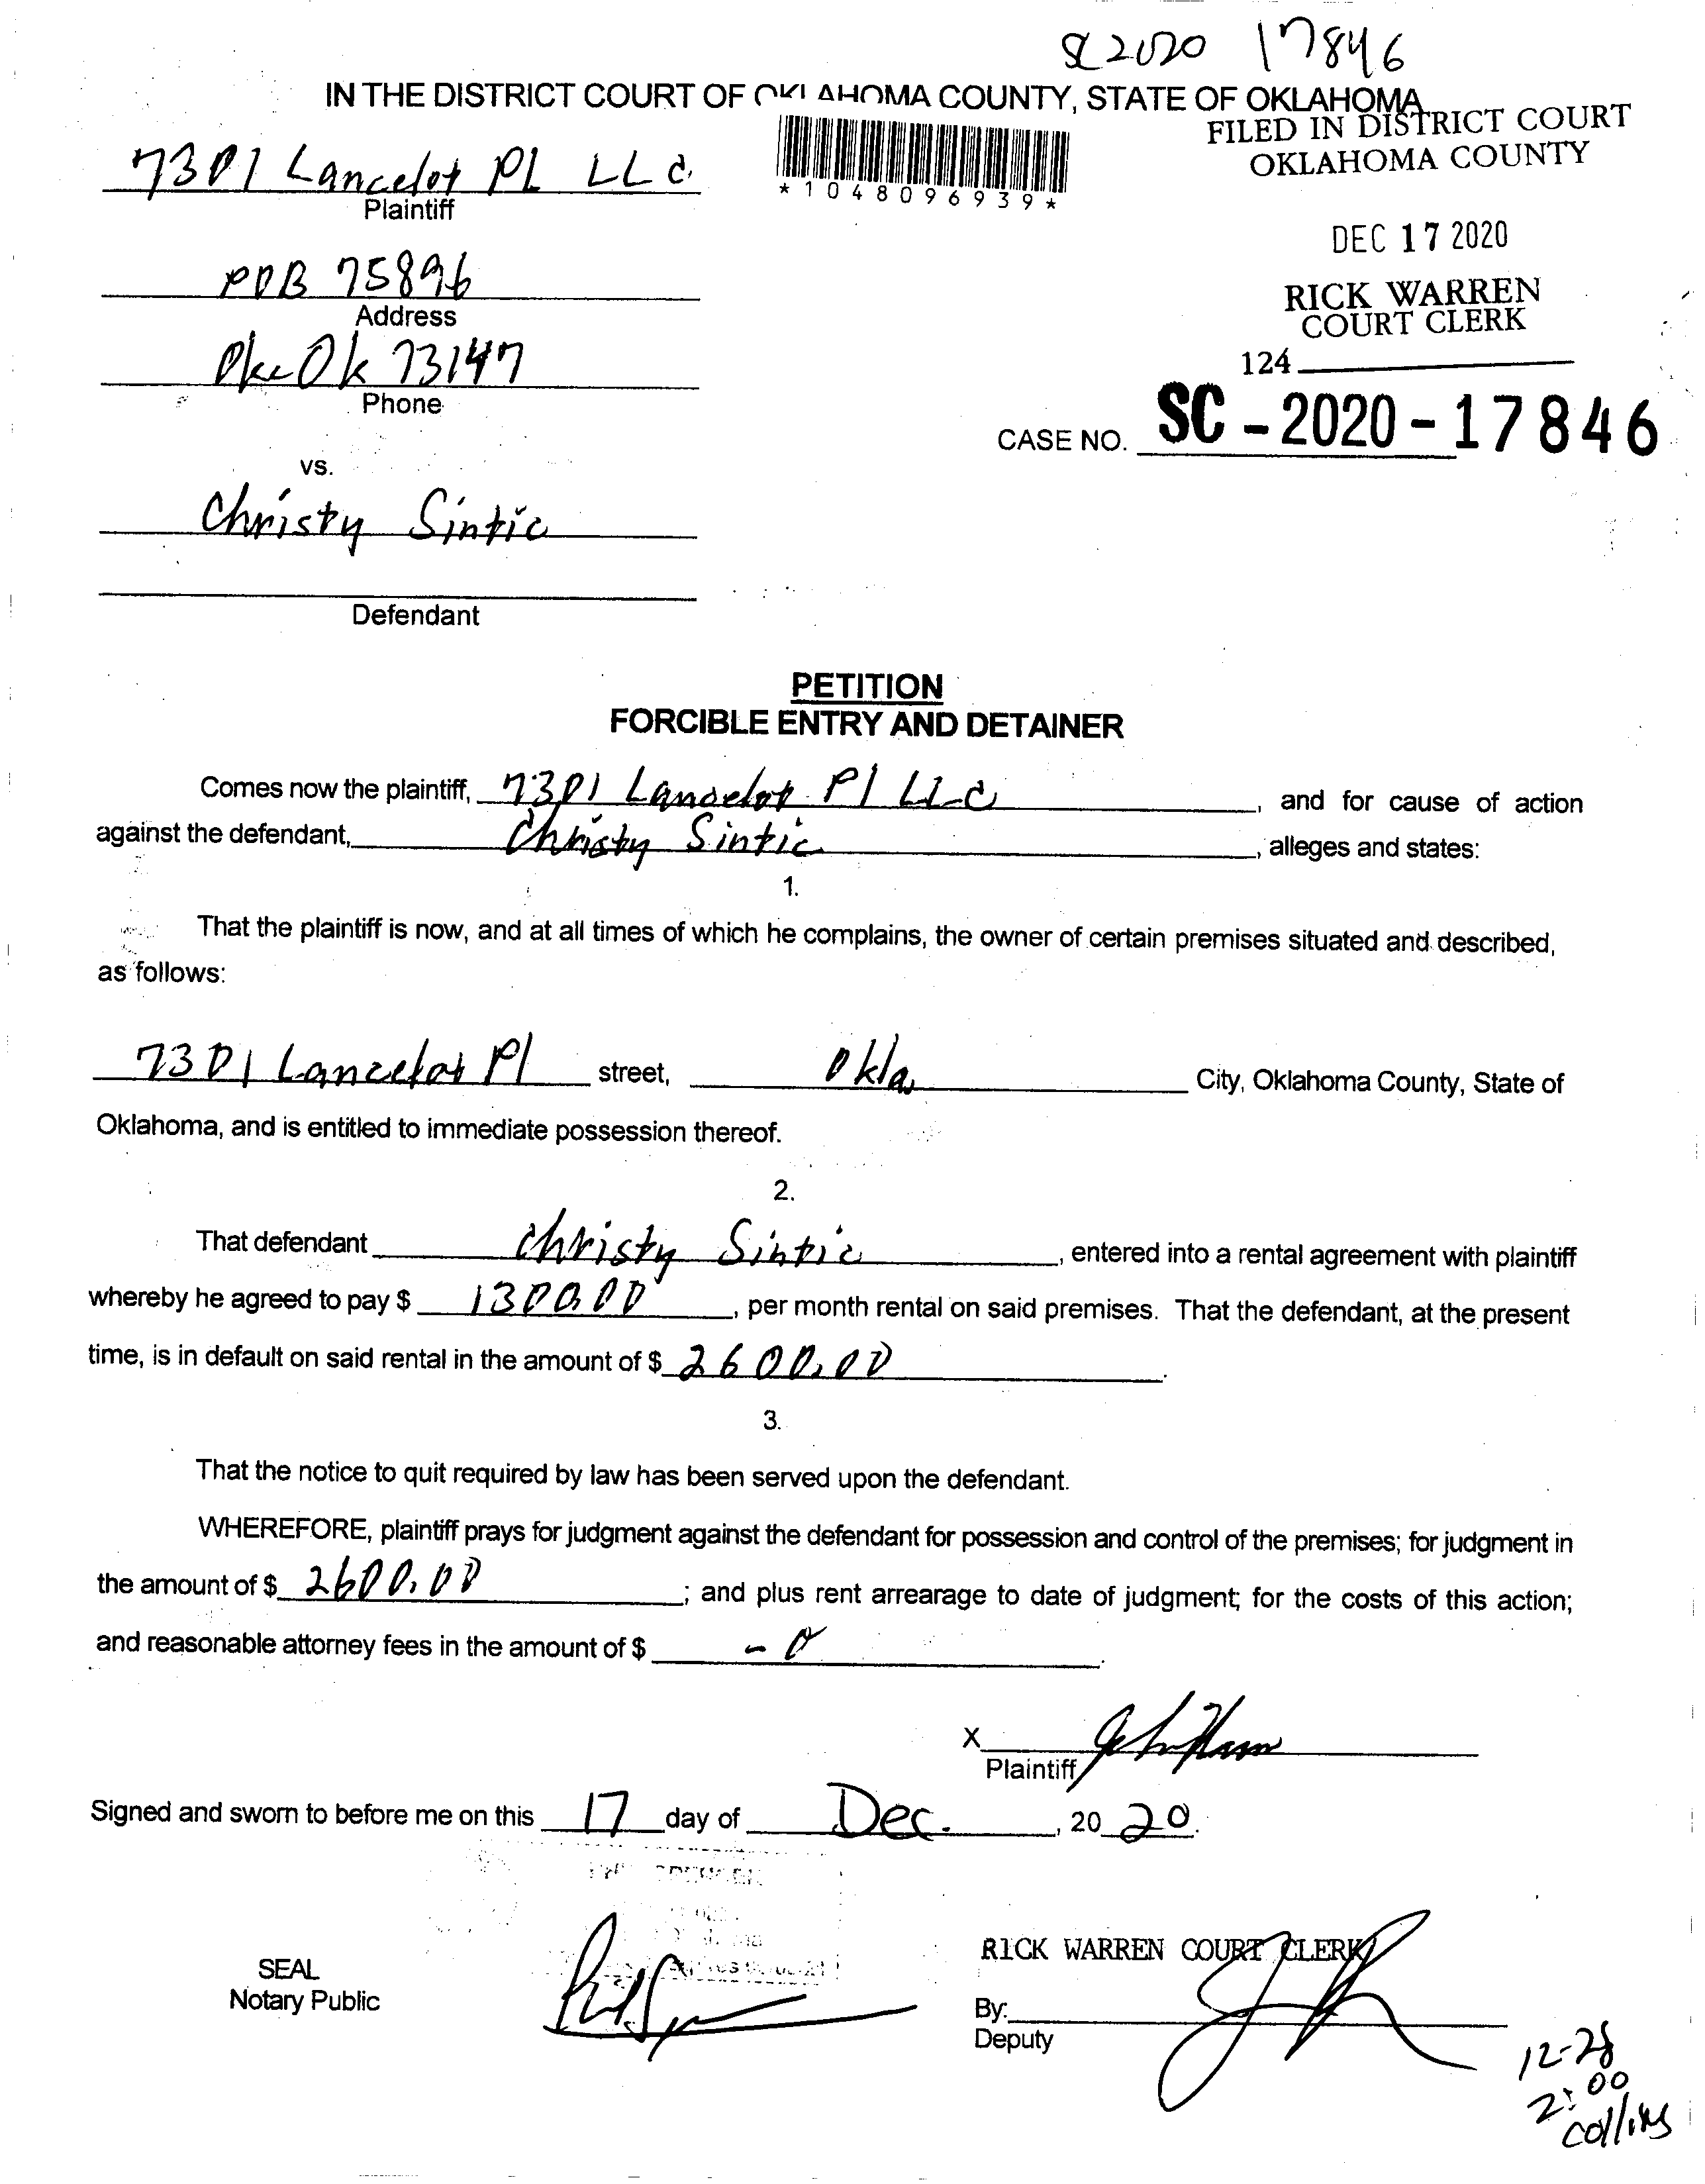 SC 2020 17846
IN THE DISTRICT COURT OF OKLAHOMA COUNTY, STATE OF OKLAHOMA
FILED IN DISTRICT COURT
OKLAHOMA COUNTY
7301 Lancelot PL LLC.
Plaintiff
*1048096939*
DEC 17 2020
POB 75896
Address
RICK WARREN
COURT CLERK
Okc Ok 73147
Phone
124
CASE NO. SC-2020-17846
vs.
Christy Sintic
Defendant
PETITION
FORCIBLE ENTRY AND DETAINER
Comes now the plaintiff, 7301 Lancelot Pl LLC, and for cause of action
against the defendant, Christy Sintic, alleges and states:
1.
That the plaintiff is now, and at all times of which he complains, the owner of certain premises situated and described,
as follows:
7301 Lancelot Pl street, Okla. City, Oklahoma County, State of
Oklahoma, and is entitled to immediate possession thereof.
2.
That defendant Christy Sintic, entered into a rental agreement with plaintiff
whereby he agreed to pay $ 1300.00, per month rental on said premises. That the defendant, at the present
time, is in default on said rental in the amount of $ 2600.00.
3.
That the notice to quit required by law has been served upon the defendant.
WHEREFORE, plaintiff prays for judgment against the defendant for possession and control of the premises; for judgment in
the amount of $ 2600.00; and plus rent arrearage to date of judgment; for the costs of this action;
and reasonable attorney fees in the amount of $ - 0.
X
Plaintiff
Signed and sworn to before me on this 17 day of Dec., 20 20.
RICK WARREN COURT CLERK
SEAL
Notary Public
By:
Deputy
12-28
2:00
Collins